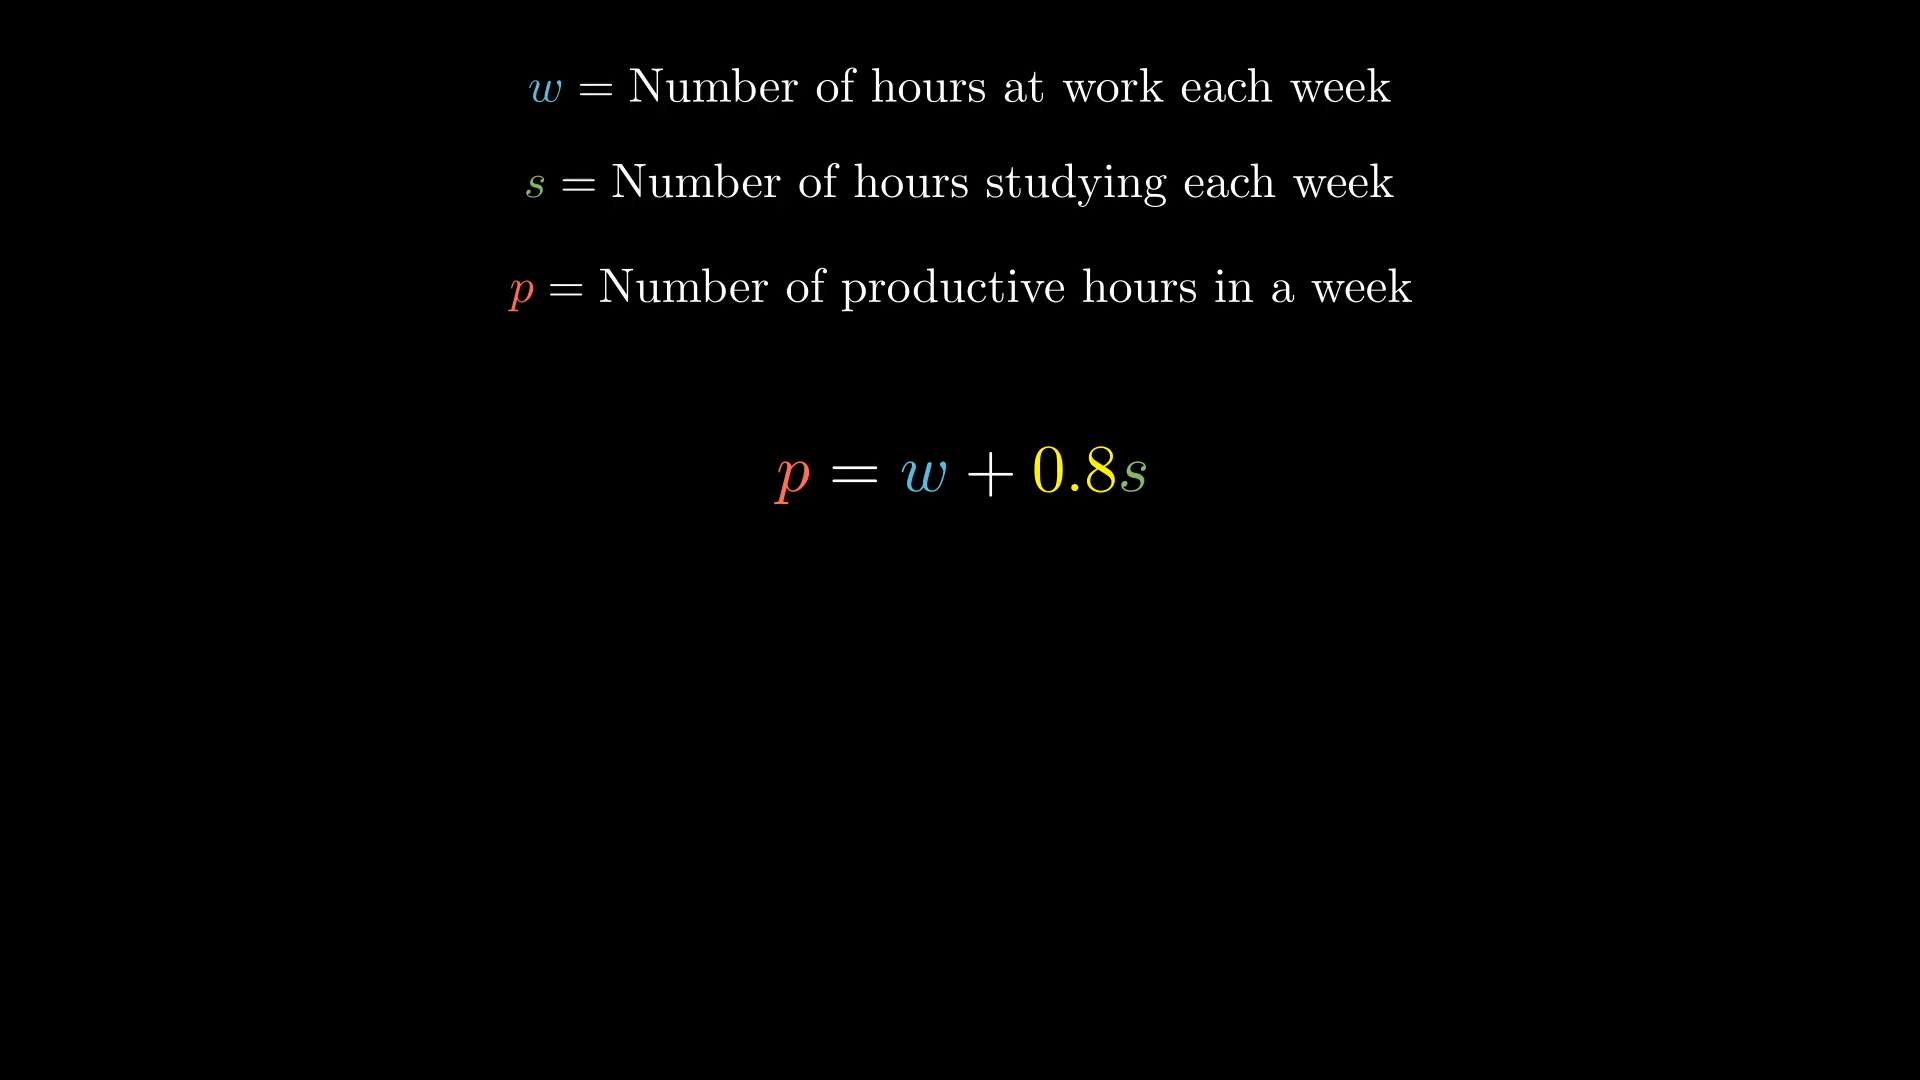 w = Number of hours at work each week
s = Number of hours studying each week
p = Number of productive hours in a week
p = w + 0.8s